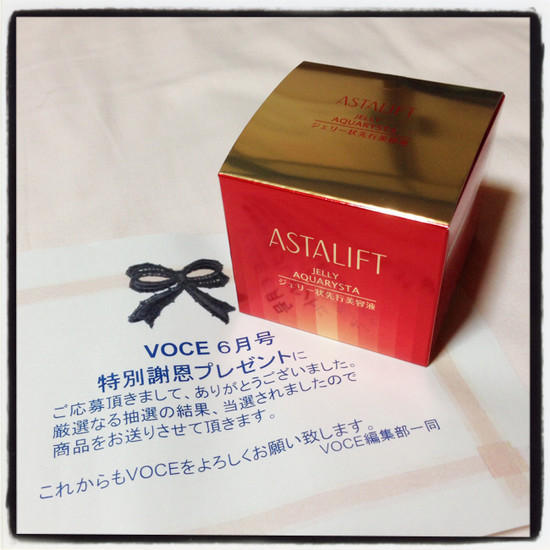 ASTALIFT
JELLY
AQUARYSTA
ジェリー状先行美容液
ASTALIFT
JELLY
AQUARYSTA
ジェリー状先行美容液
VOCE 6月号
特別謝恩プレゼントに
ご応募頂きまして、ありがとうございました。
厳選なる抽選の結果、当選されましたので
商品をお送りさせて頂きます。
これからもVOCEをよろしくお願い致します。
VOCE編集部一同